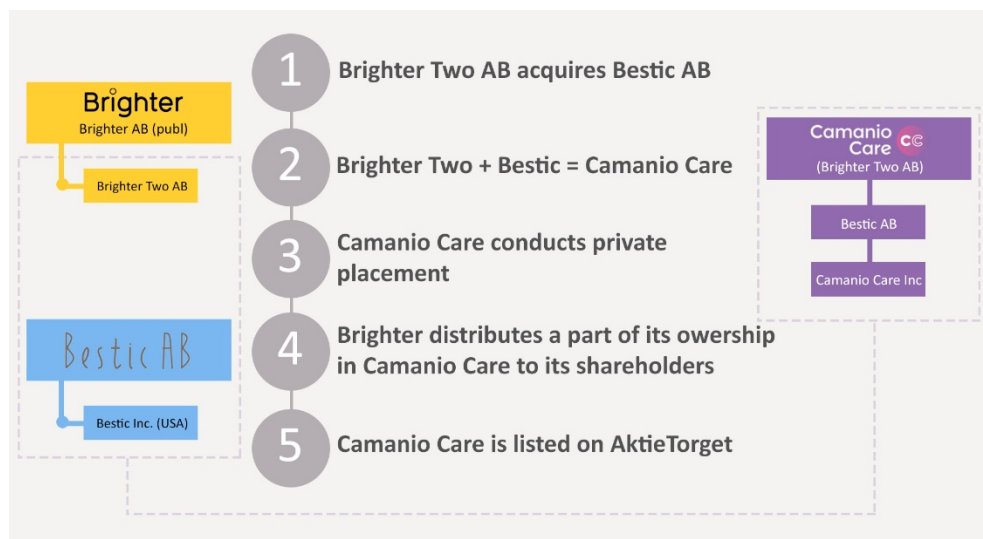 Brighter
Brighter AB (publ)
Brighter Two AB
Bestic AB
Bestic Inc. (USA)
1
Brighter Two AB acquires Bestic AB
2
Brighter Two + Bestic = Camanio Care
3
Camanio Care conducts private
placement
4
Brighter distributes a part of its owership
in Camanio Care to its shareholders
5
Camanio Care is listed on AktieTorget
Camanio
Care CC
(Brighter Two AB)
Bestic AB
Camanio Care Inc